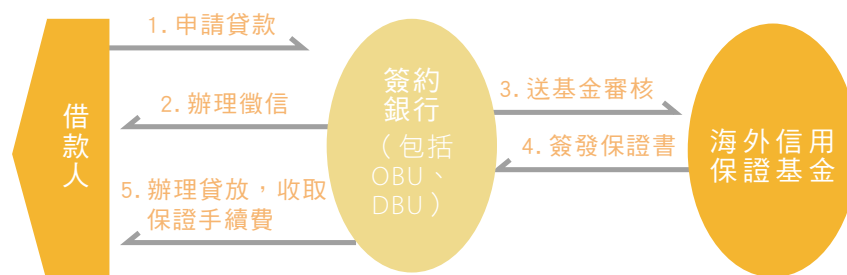 借款人
1. 申請貸款
2. 辦理徵信
5. 辦理貸放，收取
保證手續費
簽約
銀行
（包括
OBU、
DBU）
3. 送基金審核
4. 簽發保證書
海外信用
保證基金